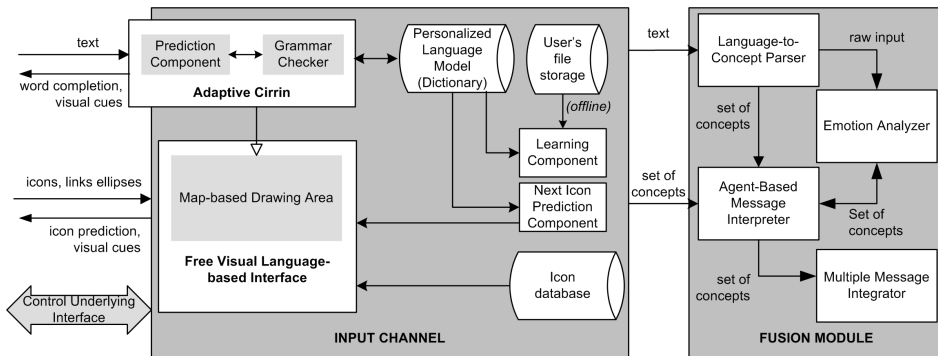 text
word completion,
visual cues
Prediction
Component
Grammar
Checker
Adaptive Cirrin
Personalized
Language
Model
(Dictionary)
User's
file
storage
(offline)
Learning
Component
Next Icon
Prediction
Component
icons, links ellipses
icon prediction,
visual cues
Map-based Drawing Area
Free Visual Language-
based Interface
Icon
database
Control Underlying
Interface
INPUT CHANNEL
text
set of
concepts
Language-to-
Concept Parser
raw input
set of
concepts
Emotion Analyzer
Agent-Based
Message
Interpreter
Set of
concepts
set of
concepts
Multiple Message
Integrator
FUSION MODULE